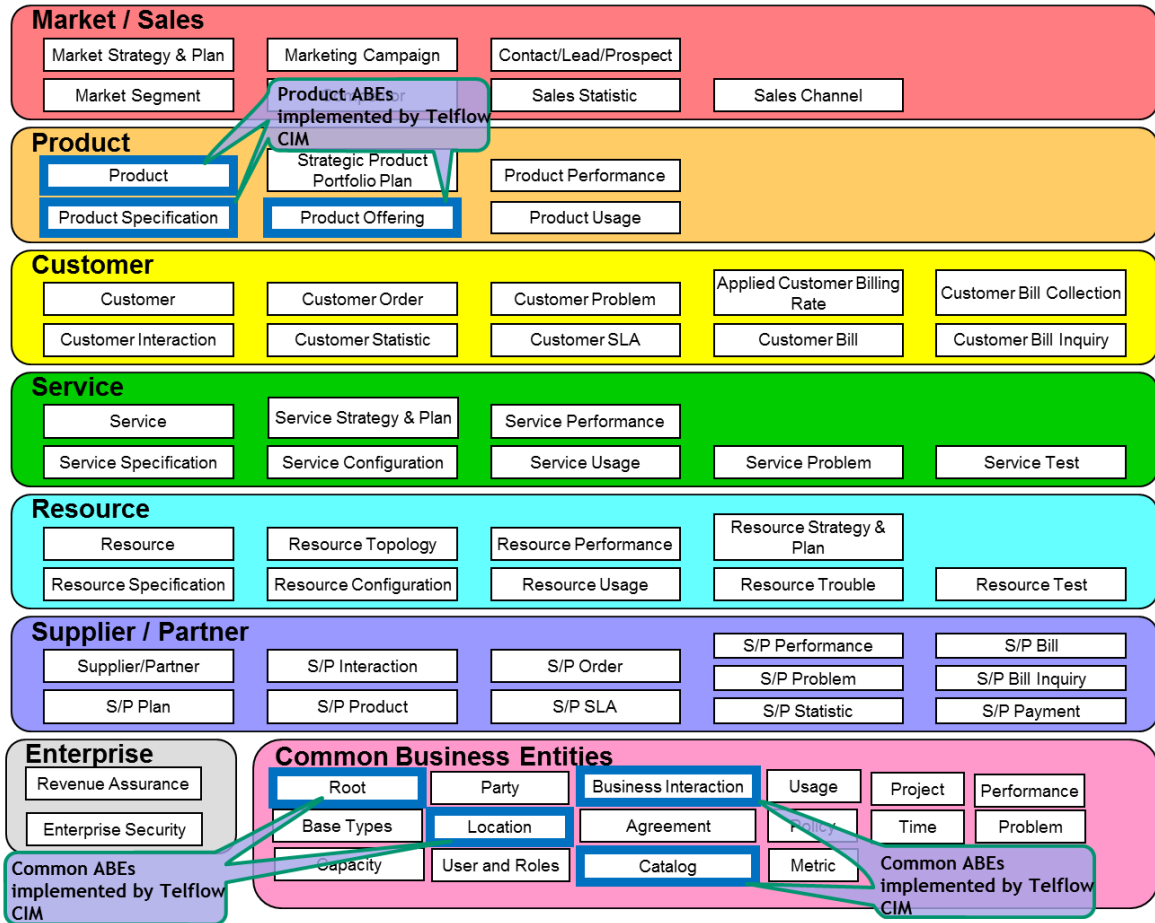 Market / Sales
Market Strategy & Plan
Marketing Campaign
Contact/Lead/Prospect
Market Segment
Sales Statistic
Sales Channel
Product ABEs
implemented by Telflow
CIM
Product
Product
Strategic Product
Portfolio Plan
Product Performance
Product Specification
Product Offering
Product Usage
Customer
Customer
Customer Order
Customer Problem
Applied Customer Billing
Rate
Customer Bill Collection
Customer Interaction
Customer Statistic
Customer SLA
Customer Bill
Customer Bill Inquiry
Service
Service
Service Strategy & Plan
Service Performance
Service Specification
Service Configuration
Service Usage
Service Problem
Service Test
Resource
Resource
Resource Topology
Resource Performance
Resource Strategy &
Plan
Resource Specification
Resource Configuration
Resource Usage
Resource Trouble
Resource Test
Supplier / Partner
Supplier/Partner
S/P Interaction
S/P Order
S/P Performance
S/P Bill
S/P Problem
S/P Bill Inquiry
S/P Plan
S/P Product
S/P SLA
S/P Statistic
S/P Payment
Enterprise
Revenue Assurance
Enterprise Security
Common Business Entities
Root
Party
Business Interaction
Usage
Project
Performance
Base Types
Location
Agreement
Policy
Time
Problem
Capacity
User and Roles
Catalog
Metric
Common ABEs
implemented by Telflow
CIM
Common ABEs
implemented by Telflow
CIM